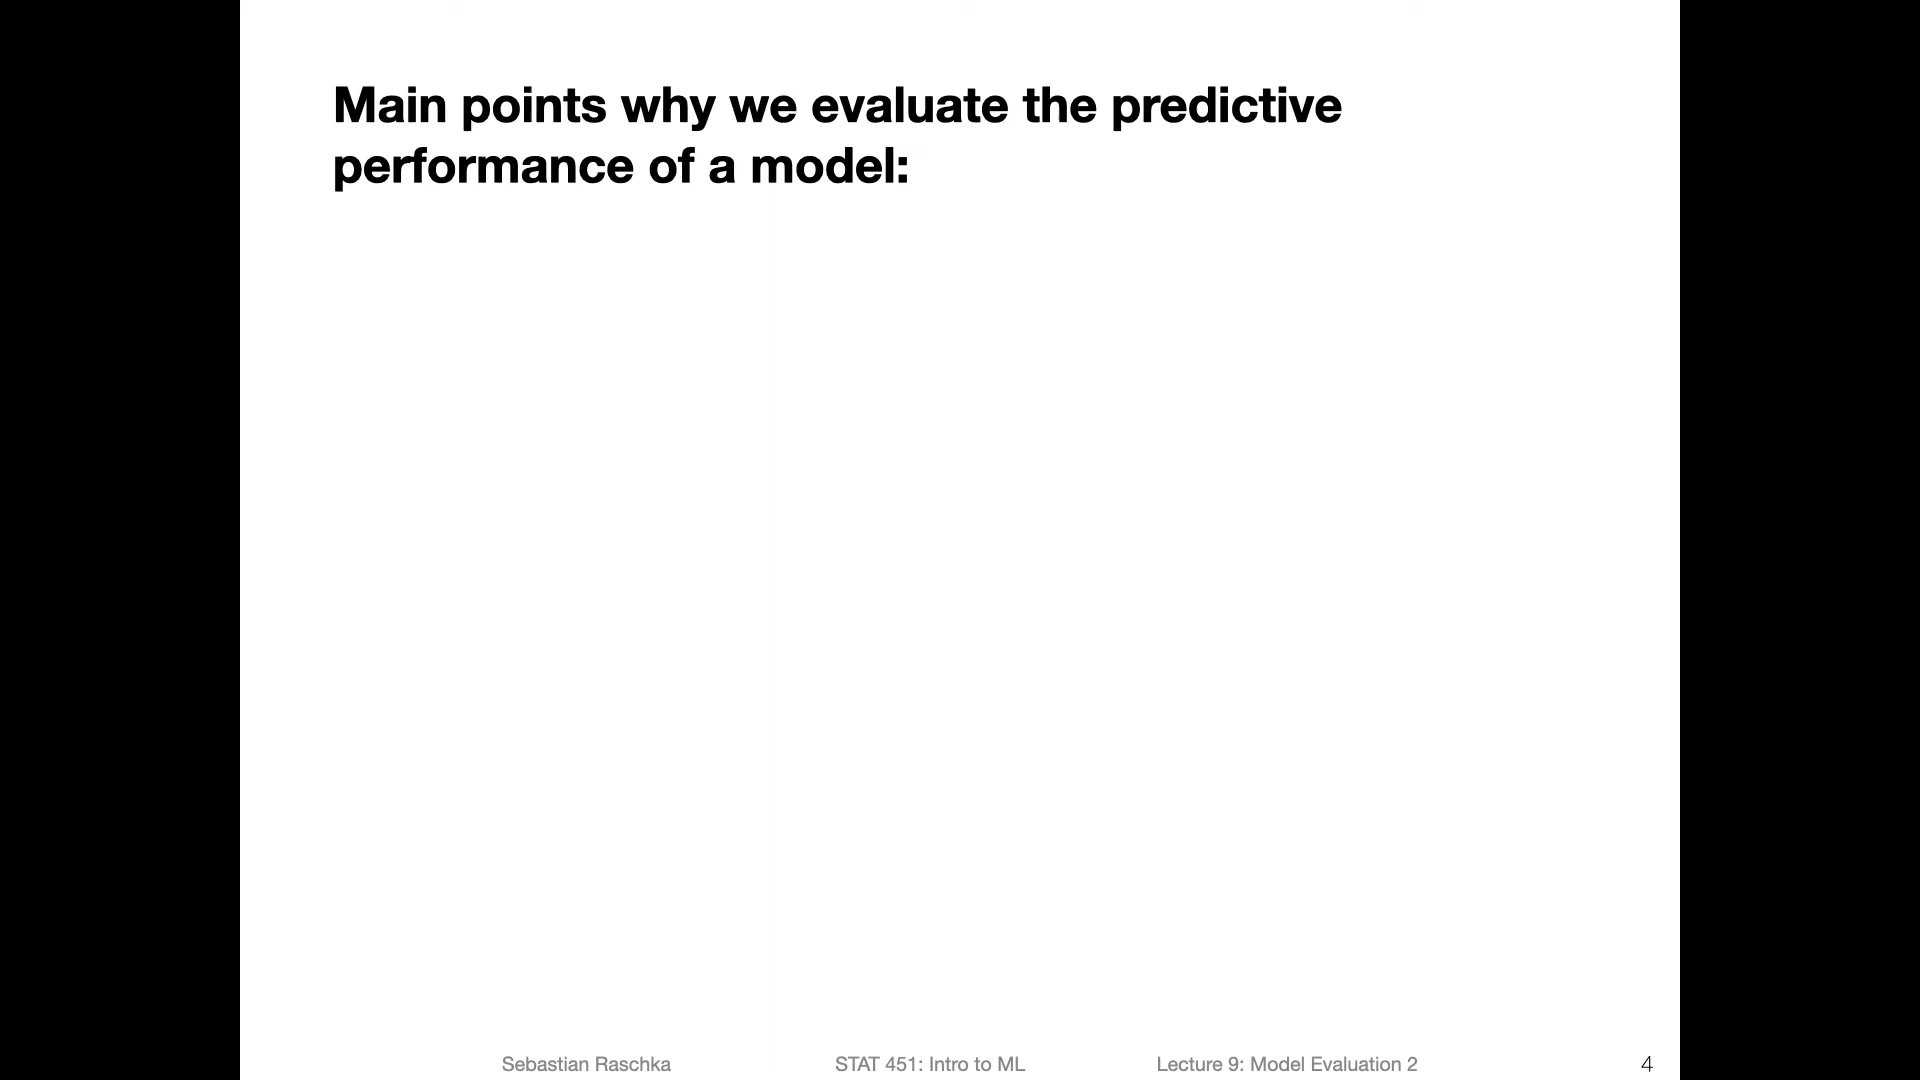 Main points why we evaluate the predictive
performance of a model:
Sebastian Raschka
STAT 451: Intro to ML
Lecture 9: Model Evaluation 2
4